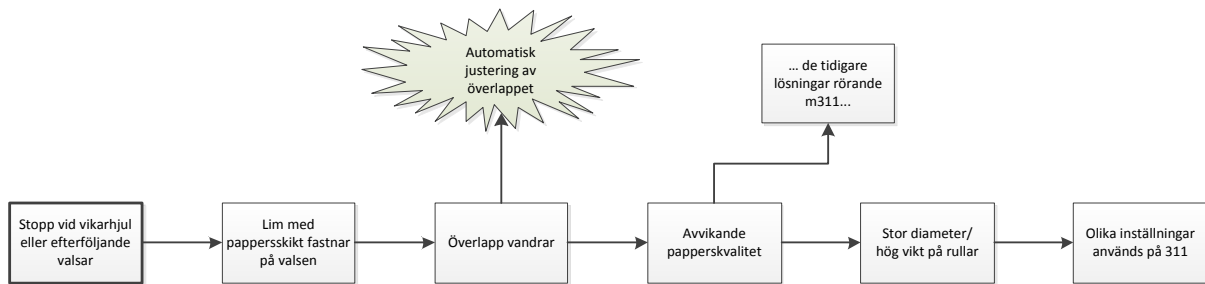 Automatisk
justering av
överlappet
... de tidigare
lösningar rörande
m311...
Stopp vid vikarhjul
eller efterföljande
valsar
Lim med
pappersskikt fastnar
på valsen
Överlapp vandrar
Avvikande
papperskvalitet
Stor diameter/
hög vikt på rullar
Olika inställningar
används på 311